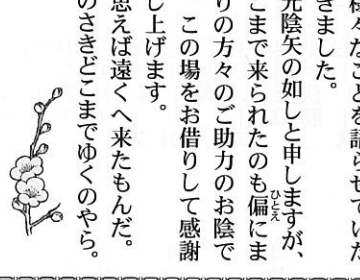 様々なことを語らせていた
きました。
光陰矢の如しと申しますが、
こまで来られたのも偏にま
ひとえ
りの方々のご助力のお陰で
この場をお借りして感謝
し上げます。
思えば遠くへ来たもんだ。
のさきどこまでゆくのやら。